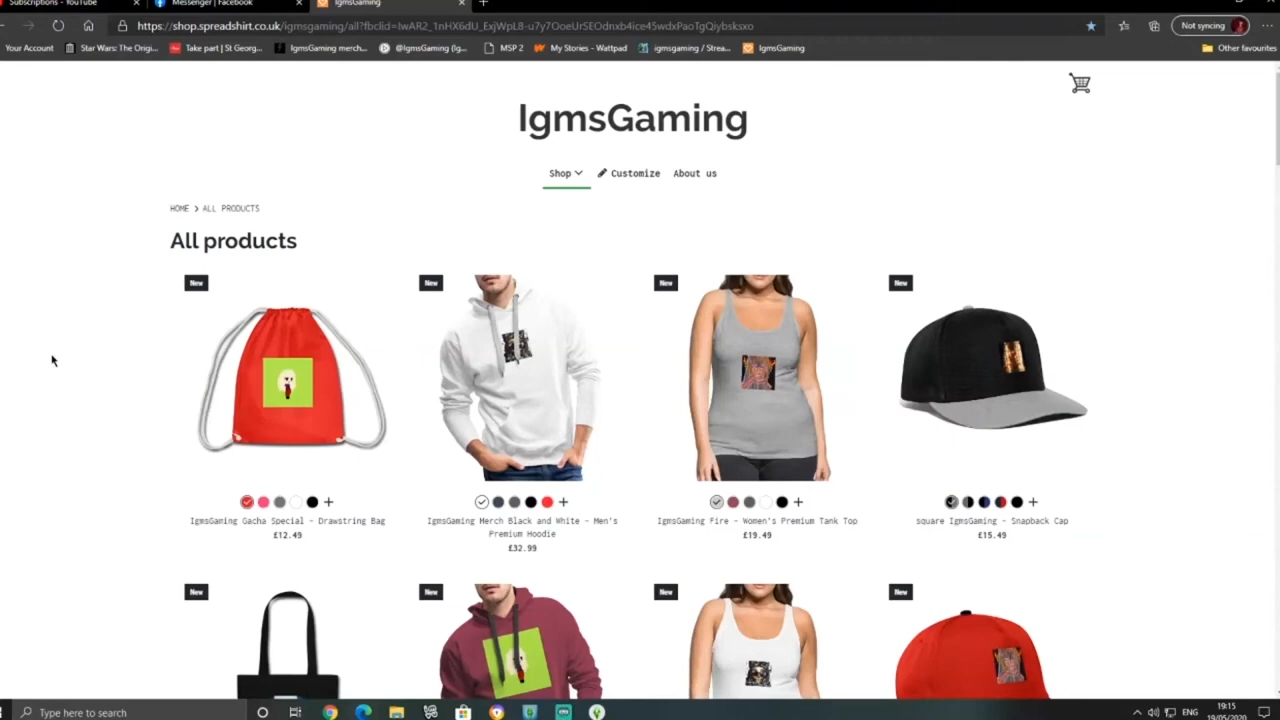 Subscriptions - YouTube
Messenger | Facebook
IgmsGaming
https://shop.spreadshirt.co.uk/igmsgaming/all?fbclid=IwAR2_1nHX6dU_ExjWpL8-u7y7OoeUrSEOdnxb4ice45wdxPaoTgQiybsksxo
Not syncing
Your Account
Star Wars: The Origi...
Take part | St Georg...
IgmsGaming merch...
@IgmsGaming (Ig...
MSP 2
My Stories - Wattpad
igmsgaming / Strea...
IgmsGaming
Other favourites
IgmsGaming
Shop
Customize
About us
HOME > ALL PRODUCTS
All products
New
New
New
New
IgmsGaming Gacha Special - Drawstring Bag
£12.49
IgmsGaming Merch Black and White - Men's
Premium Hoodie
£32.99
IgmsGaming Fire - Women's Premium Tank Top
£19.49
square IgmsGaming - Snapback Cap
£15.49
New
New
New
New
Type here to search
ENG
19:15
19/05/2020